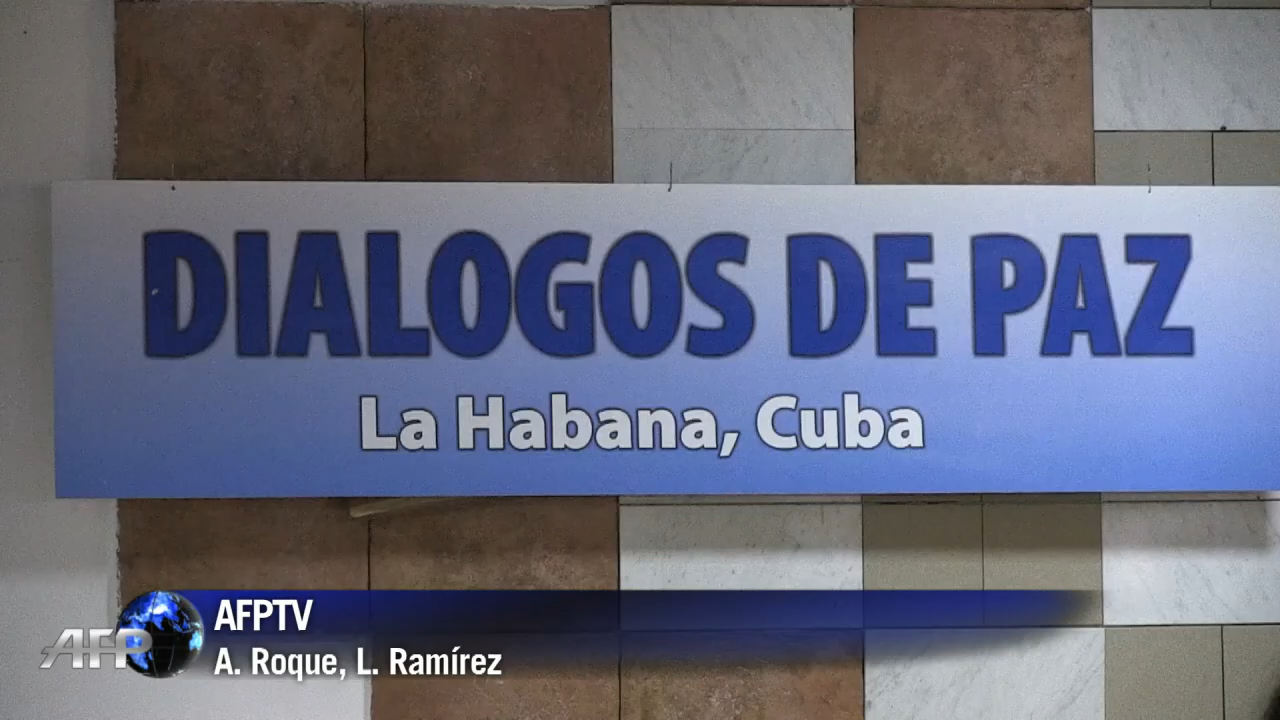 DIALOGOS DE PAZ
La Habana, Cuba
AFPTV
AFP
A. Roque, L. Ramírez